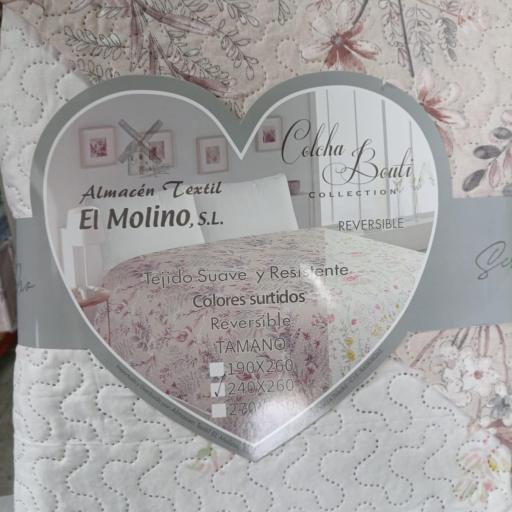 Almacén Textil
El Molino, S.L.
Colcha
Bouti
COLLECTION
REVERSIBLE
Tejido Suave y Resistente
Colores surtidos
Reversible
TAMAÑO
190X260
240X260